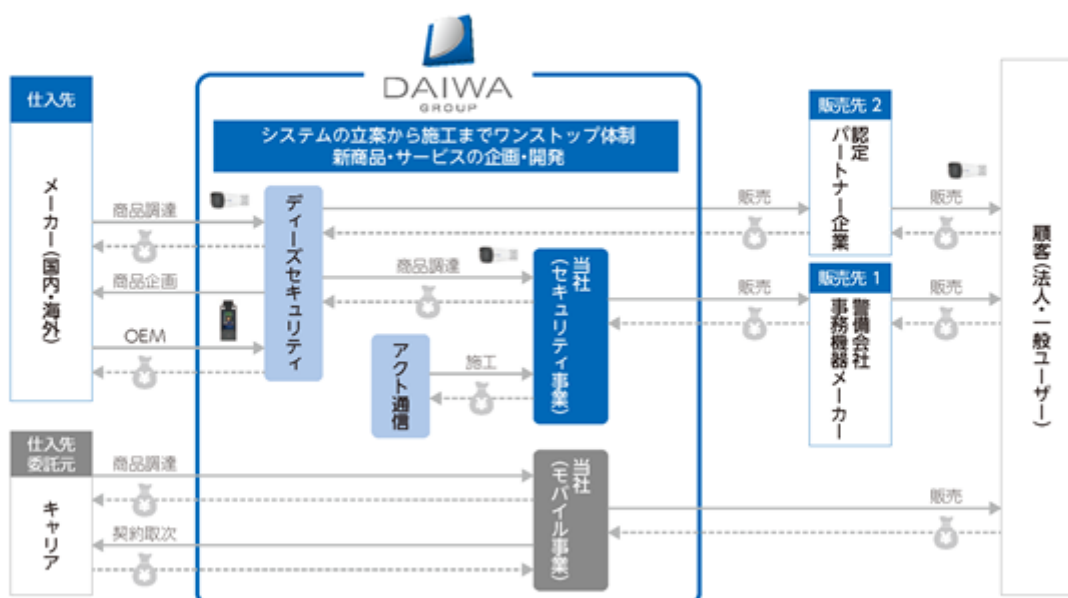 DAIWA
GROUP
システムの立案から施工までワンストップ体制
新商品・サービスの企画・開発
仕入先
メーカー(国内・海外)
商品調達
商品企画
OEM
ディーズセキュリティ
販売
商品調達
当社
(セキュリティ事業)
アクト通信
施工
販売
販売先 2
認定
パートナー企業
販売
販売先 1
警備会社
事務機器メーカー
販売
顧客(法人・一般ユーザー)
仕入先
委託元
キャリア
商品調達
契約取次
当社
(モバイル事業)
販売